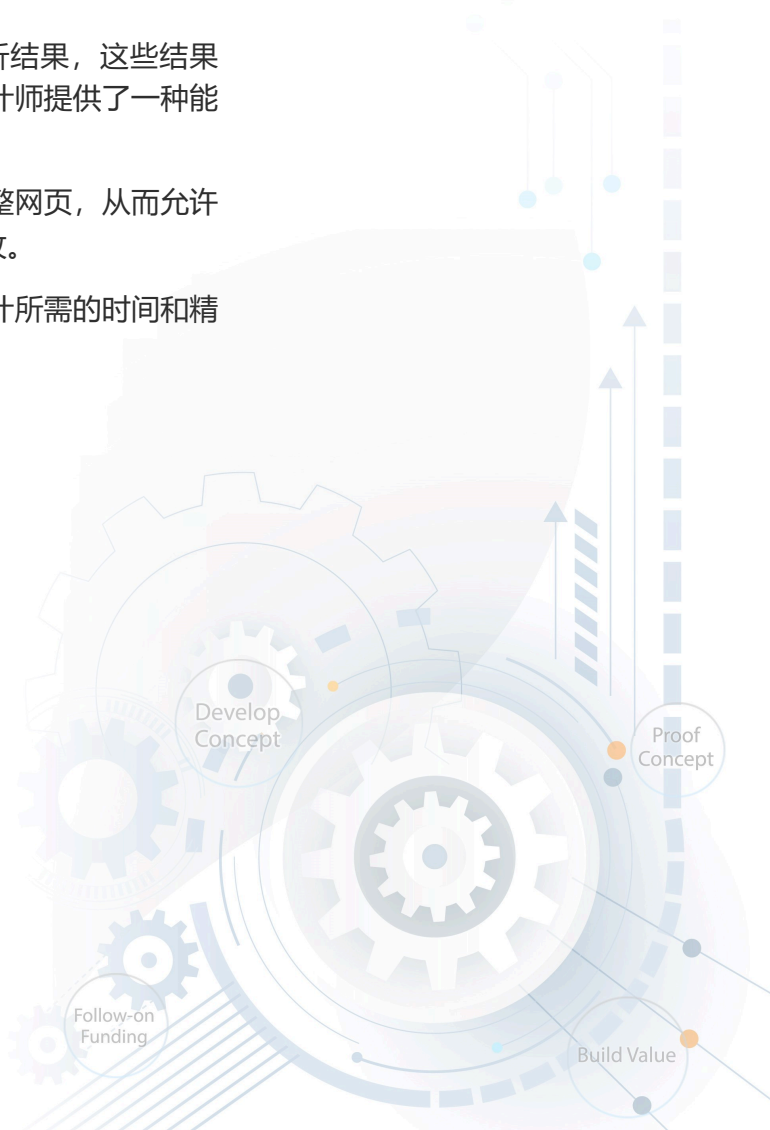 析结果，这些结果
计师提供了一种能
整网页，从而允许
效。
计所需的时间和精
Develop
Concept
Proof
Concept
Follow-on
Funding
Build Value